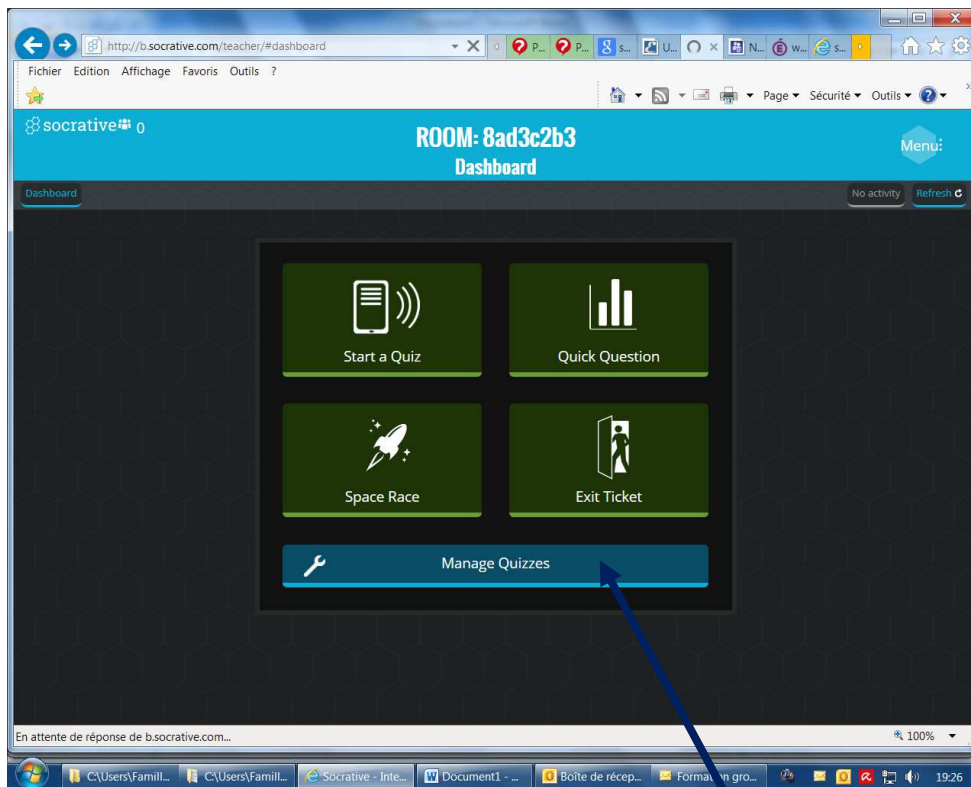 http://b.socrative.com/teacher/#dashboard
P... P... s... U... N... w... s...
Fichier Edition Affichage Favoris Outils ?
Page Sécurité Outils
socrative 0
ROOM: 8ad3c2b3
Dashboard
Menu
Dashboard
No activity Refresh
Start a Quiz
Quick Question
Space Race
Exit Ticket
Manage Quizzes
En attente de réponse de b.socrative.com...
100%
C:\Users\Famill... C:\Users\Famill... Socrative - Inte... Document1 - ... Boîte de récep... Formation gro... 19:26